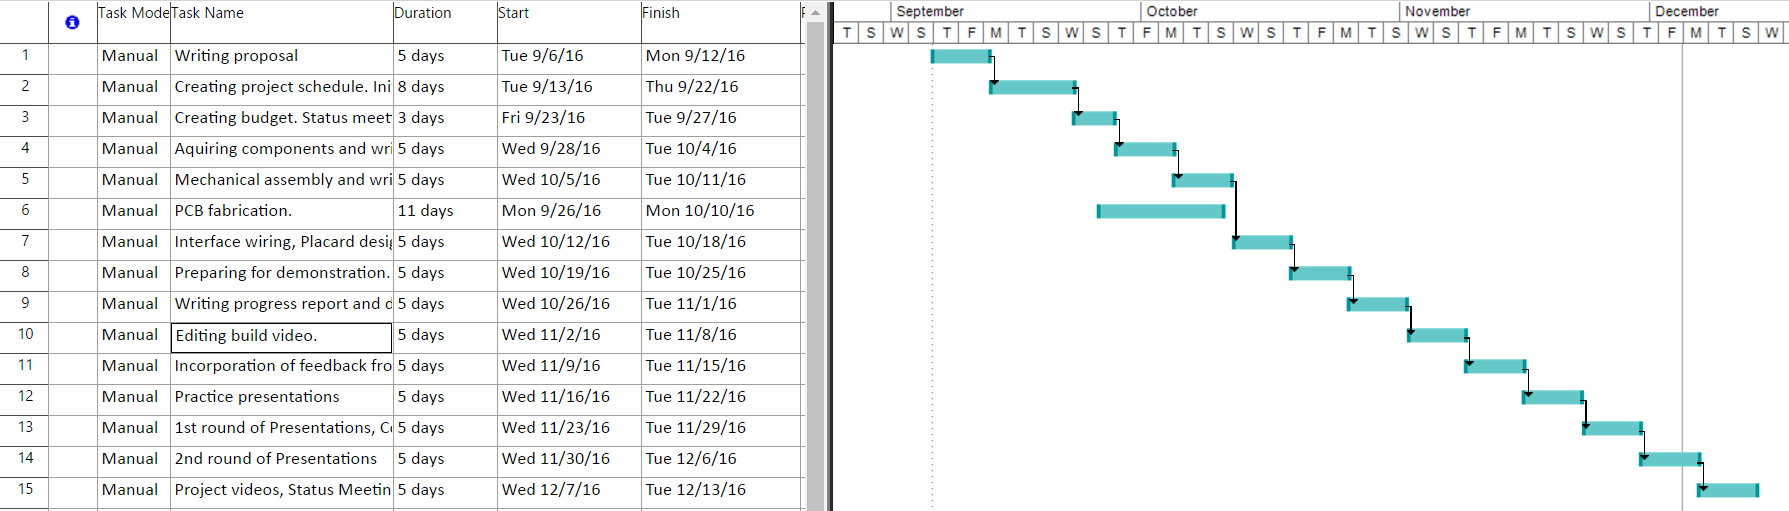 Task Mode Task Name Duration Start Finish
September October November December
T S W S T F M T S W S T F M T S W S T F M T S W S T F M T S W S T F M T S W
1 Manual Writing proposal 5 days Tue 9/6/16 Mon 9/12/16
2 Manual Creating project schedule. Ini 8 days Tue 9/13/16 Thu 9/22/16
3 Manual Creating budget. Status meet 3 days Fri 9/23/16 Tue 9/27/16
4 Manual Aquiring components and wri 5 days Wed 9/28/16 Tue 10/4/16
5 Manual Mechanical assembly and wri 5 days Wed 10/5/16 Tue 10/11/16
6 Manual PCB fabrication. 11 days Mon 9/26/16 Mon 10/10/16
7 Manual Interface wiring, Placard desig 5 days Wed 10/12/16 Tue 10/18/16
8 Manual Preparing for demonstration. 5 days Wed 10/19/16 Tue 10/25/16
9 Manual Writing progress report and d 5 days Wed 10/26/16 Tue 11/1/16
10 Manual Editing build video. 5 days Wed 11/2/16 Tue 11/8/16
11 Manual Incorporation of feedback fro 5 days Wed 11/9/16 Tue 11/15/16
12 Manual Practice presentations 5 days Wed 11/16/16 Tue 11/22/16
13 Manual 1st round of Presentations, Co 5 days Wed 11/23/16 Tue 11/29/16
14 Manual 2nd round of Presentations 5 days Wed 11/30/16 Tue 12/6/16
15 Manual Project videos, Status Meetin 5 days Wed 12/7/16 Tue 12/13/16